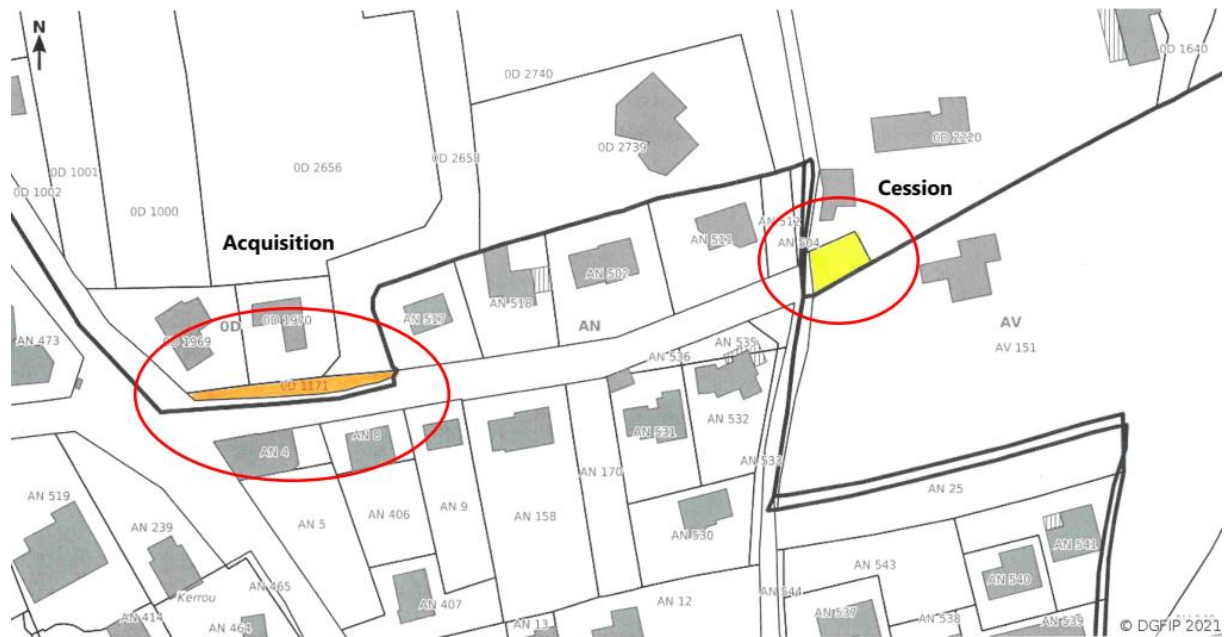 N
0D 1640
0D 2740
0D 2220
0D 2739
0D 2658
0D 2656
0D 1001
0D 1002
0D 1000
Cession
Acquisition
AN 512
AN 504
AN 511
AN 507
AN 518
AN 517
0D
0D 1970
0D 1969
AN
AV
AV 151
AN 473
AN 535
AN 536
0D 1171
AN 532
AN 531
AN 4
AN 8
AN 533
AN 170
AN 25
AN 519
AN 239
AN 5
AN 406
AN 9
AN 158
AN 530
AN 541
AN 543
AN 540
AN 465
Kerrou
AN 544
AN 407
AN 12
AN 414
AN 464
AN 13
AN 537
AN 538
AN 539
© DGFIP 2021